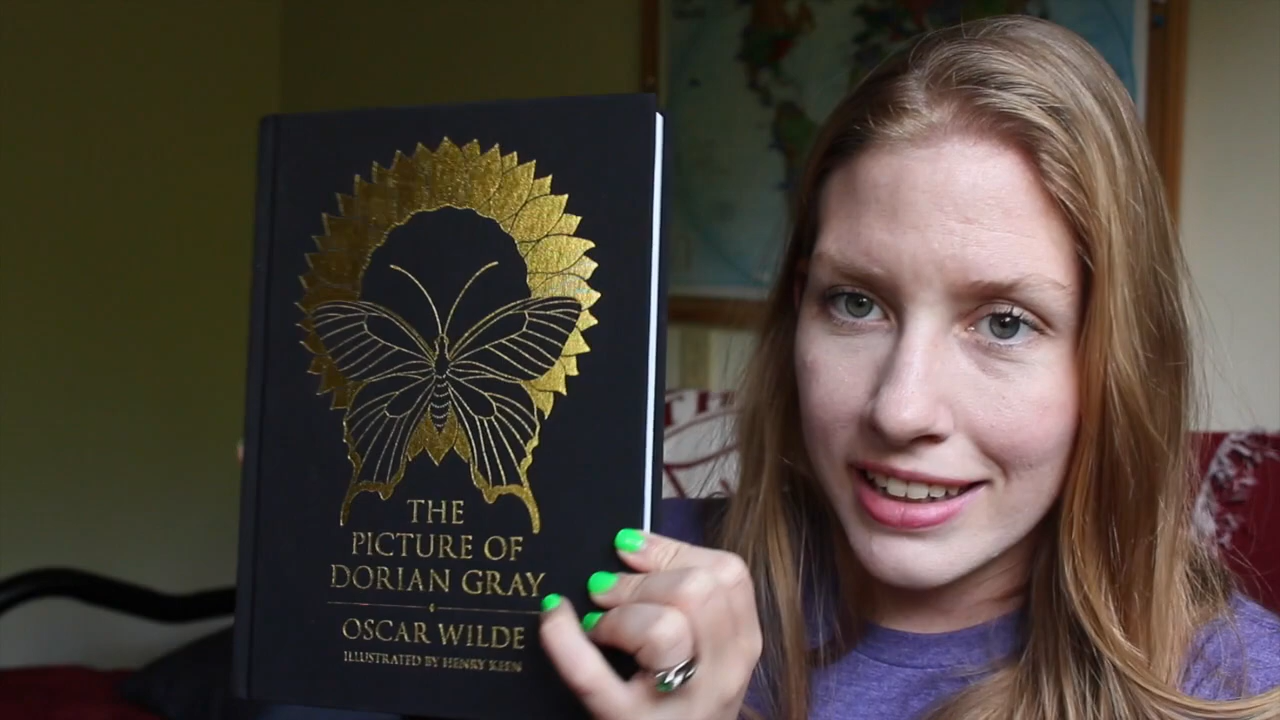 THE
PICTURE OF
DORIAN GRAY
OSCAR WILDE
ILLUSTRATED BY HENRY KEEN